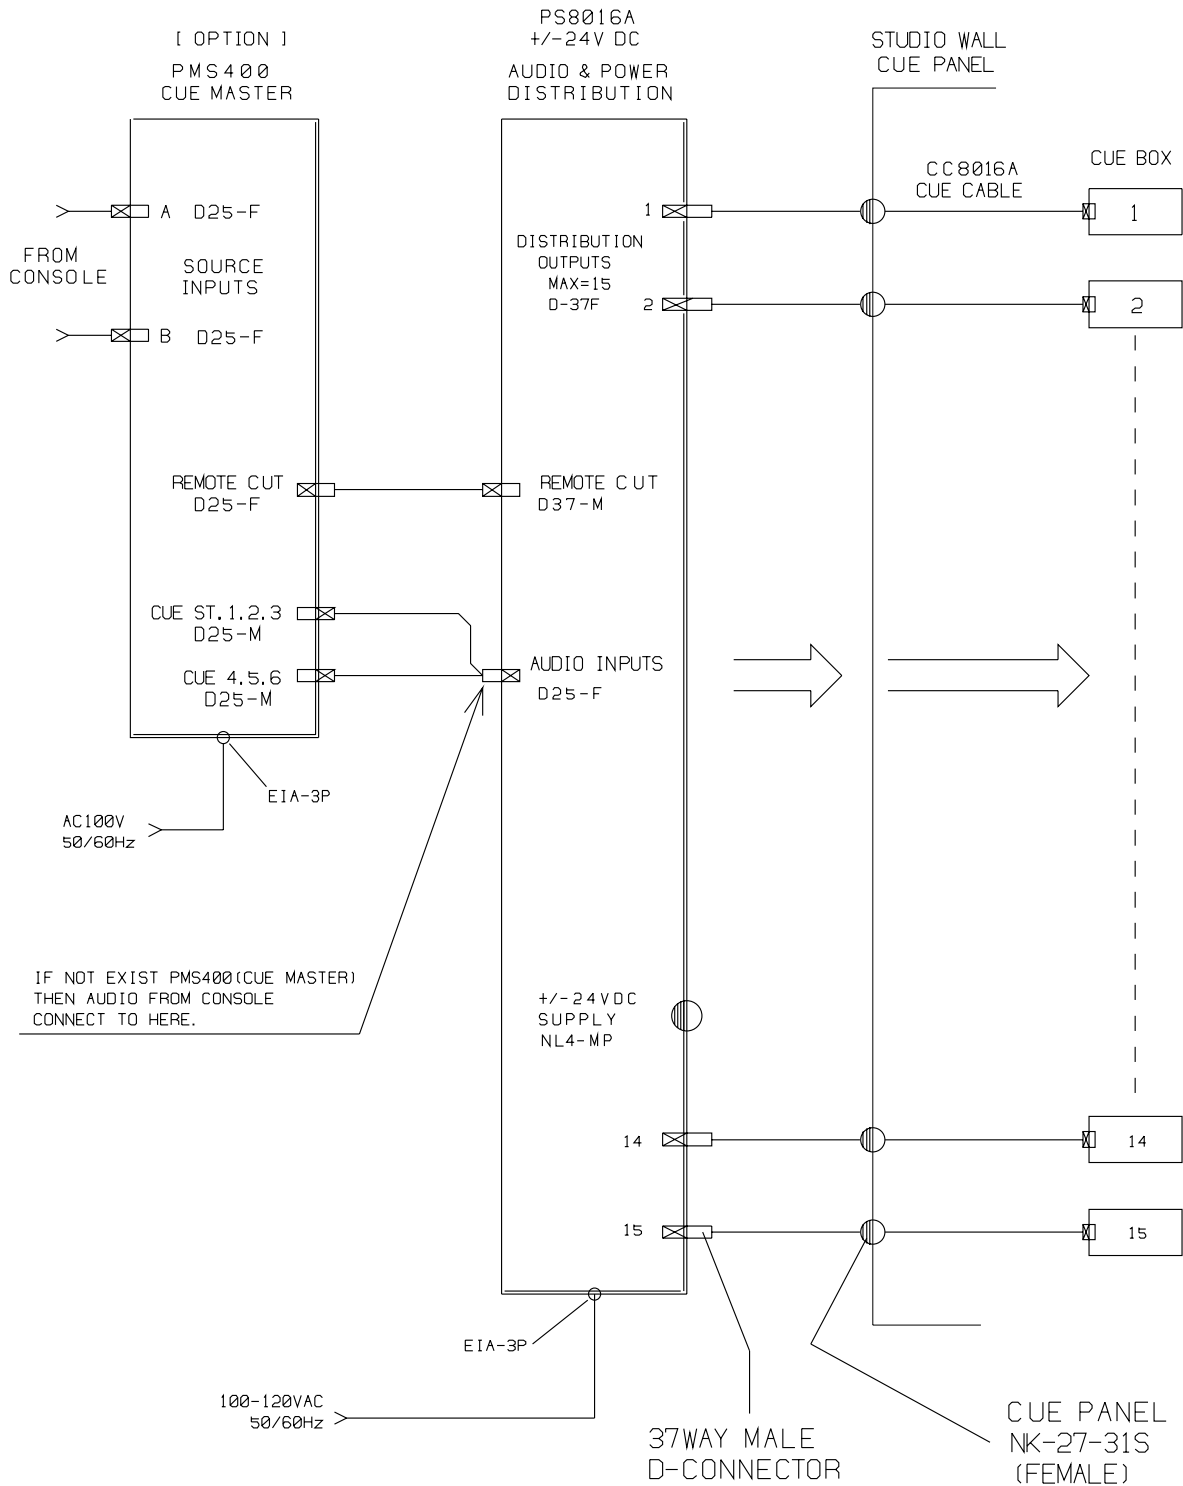 [ OPTION ]
PMS400
CUE MASTER
PS8016A
+/-24V DC
AUDIO & POWER
DISTRIBUTION
STUDIO WALL
CUE PANEL
CUE BOX
CC8016A
CUE CABLE
A D25-F
FROM
CONSOLE
SOURCE
INPUTS
B D25-F
1
DISTRIBUTION
OUTPUTS
MAX=15
D-37F
2
1
2
REMOTE CUT
D25-F
REMOTE CUT
D37-M
CUE ST.1.2.3
D25-M
CUE 4.5.6
D25-M
AUDIO INPUTS
D25-F
EIA-3P
AC100V
50/60Hz
IF NOT EXIST PMS400(CUE MASTER)
THEN AUDIO FROM CONSOLE
CONNECT TO HERE.
+/-24VDC
SUPPLY
NL4-MP
14
14
15
15
EIA-3P
100-120VAC
50/60Hz
37WAY MALE
D-CONNECTOR
CUE PANEL
NK-27-31S
(FEMALE)